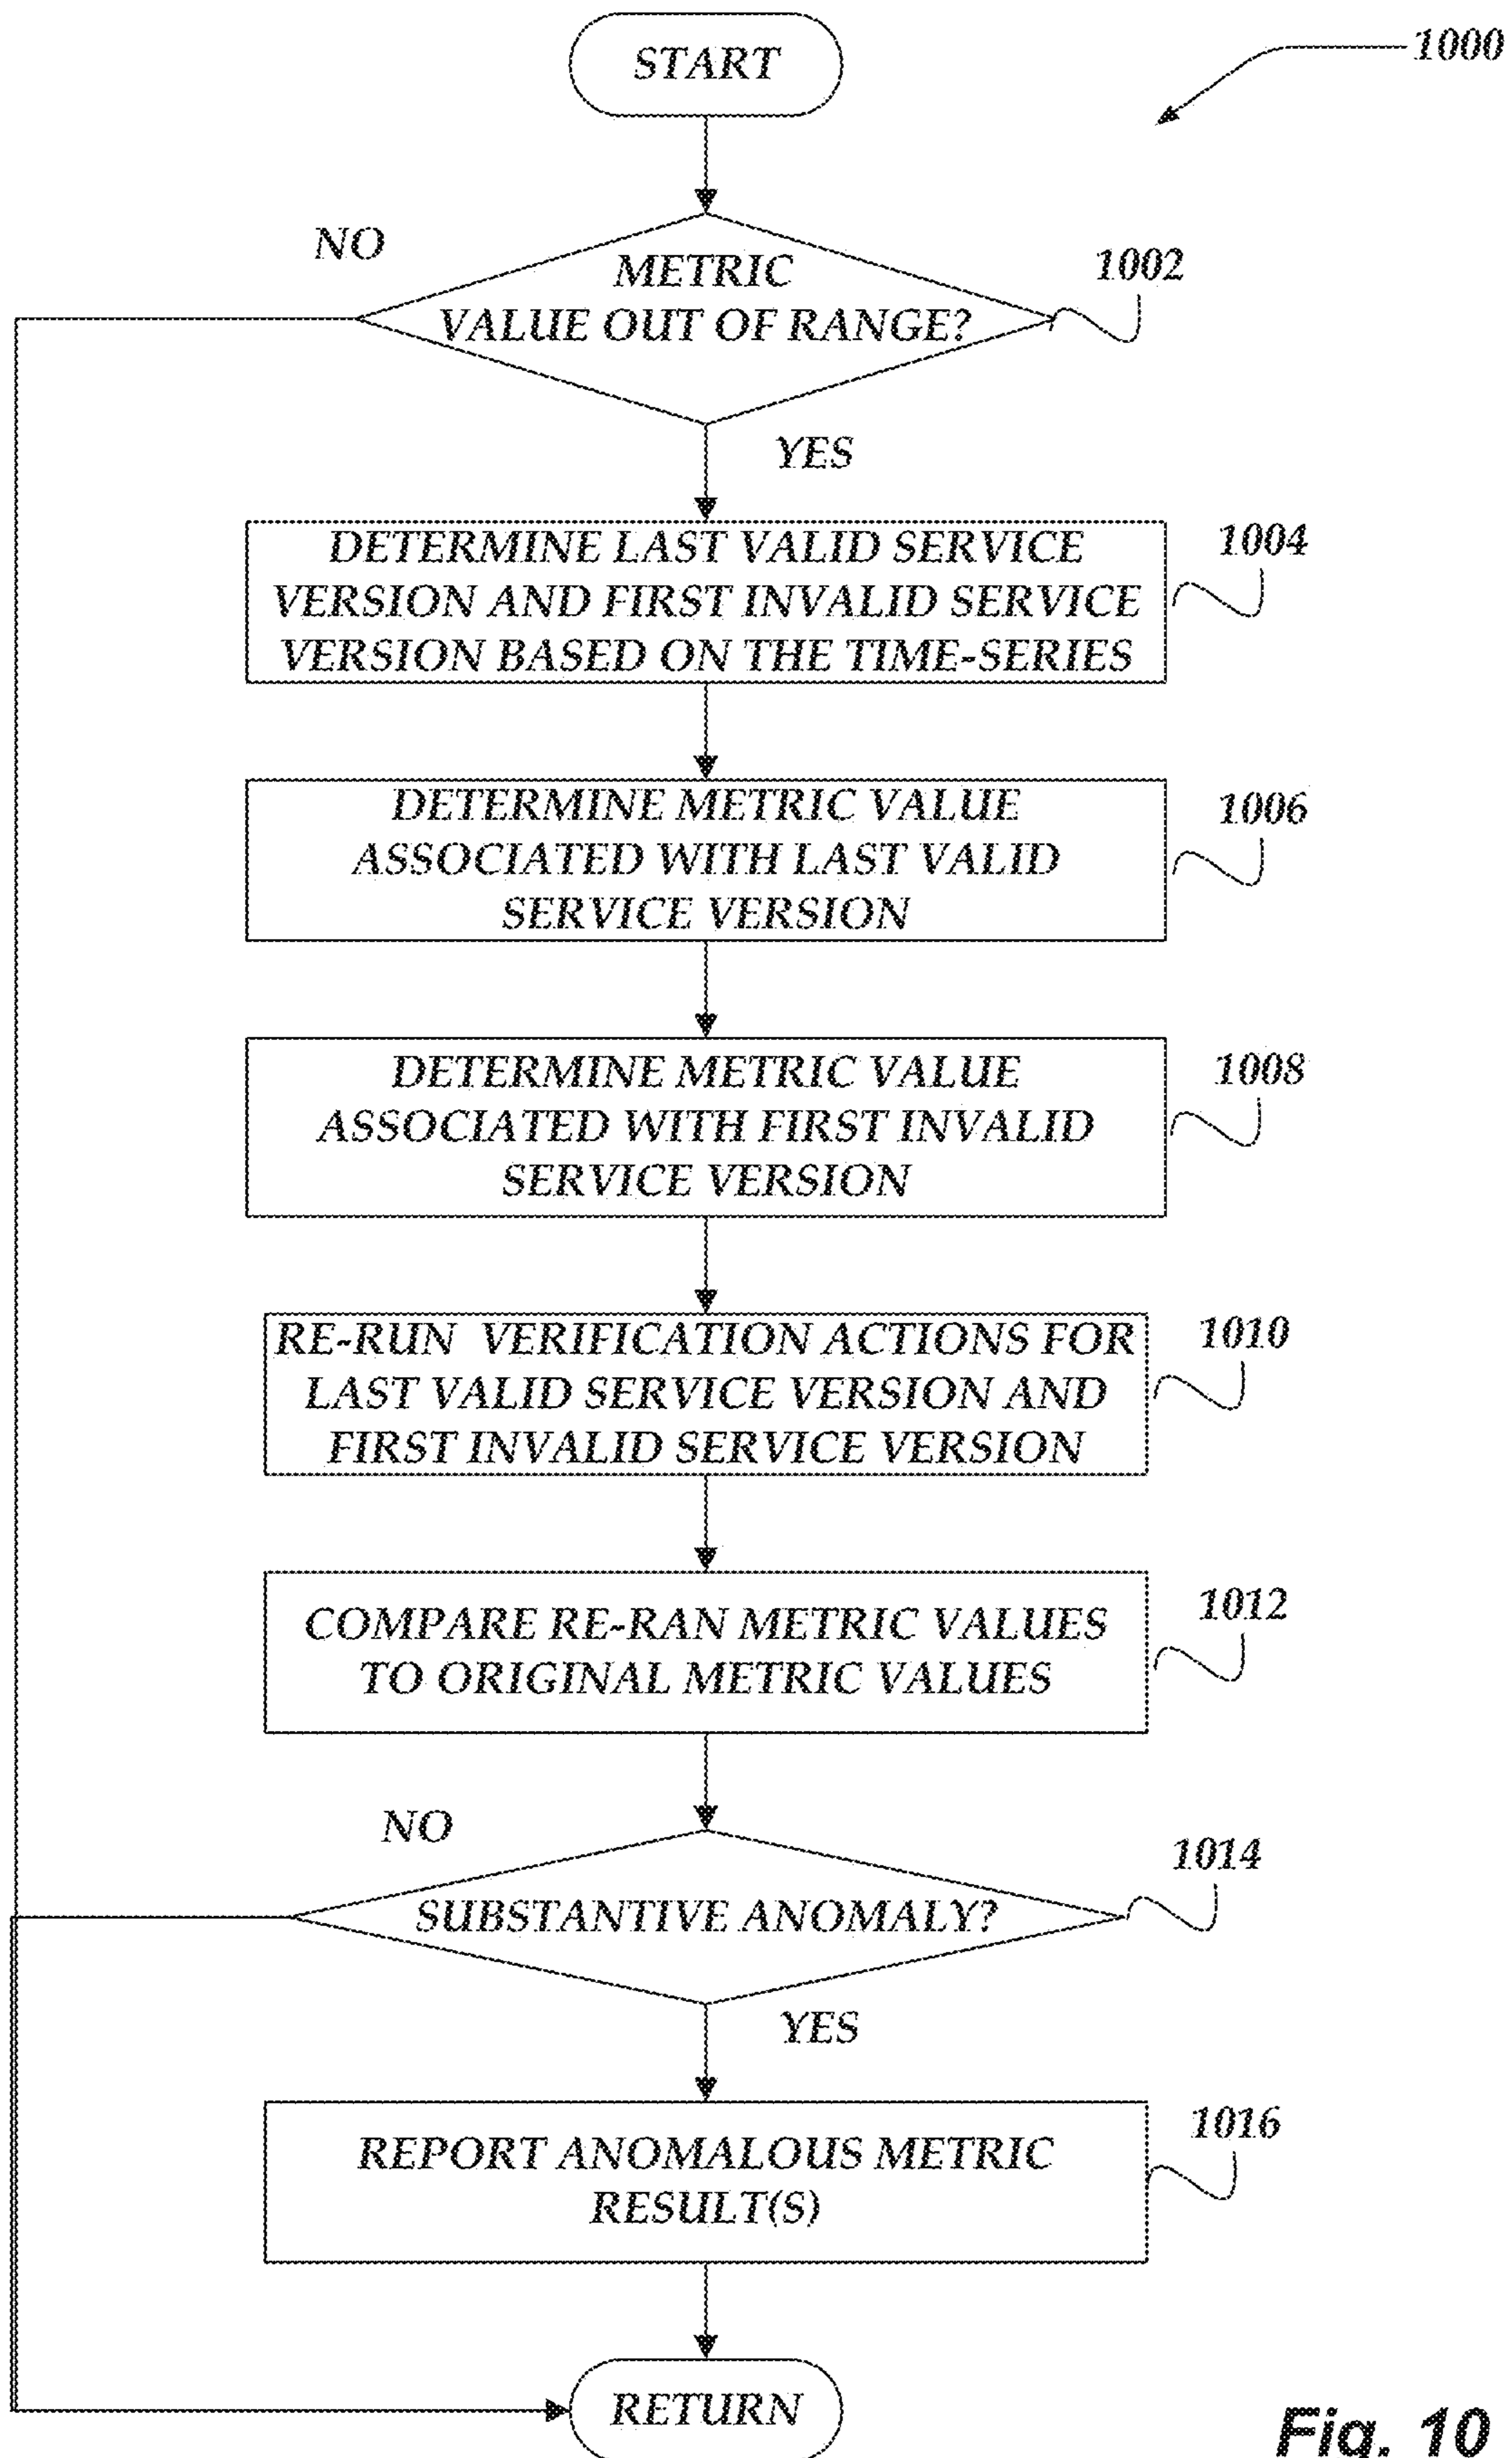 START
1000
NO
METRIC
VALUE OUT OF RANGE?
1002
YES
DETERMINE LAST VALID SERVICE
VERSION AND FIRST INVALID SERVICE
VERSION BASED ON THE TIME-SERIES
1004
DETERMINE METRIC VALUE
ASSOCIATED WITH LAST VALID
SERVICE VERSION
1006
DETERMINE METRIC VALUE
ASSOCIATED WITH FIRST INVALID
SERVICE VERSION
1008
RE-RUN VERIFICATION ACTIONS FOR
LAST VALID SERVICE VERSION AND
FIRST INVALID SERVICE VERSION
1010
COMPARE RE-RAN METRIC VALUES
TO ORIGINAL METRIC VALUES
1012
NO
SUBSTANTIVE ANOMALY?
1014
YES
REPORT ANOMALOUS METRIC
RESULT(S)
1016
RETURN
Fig. 10